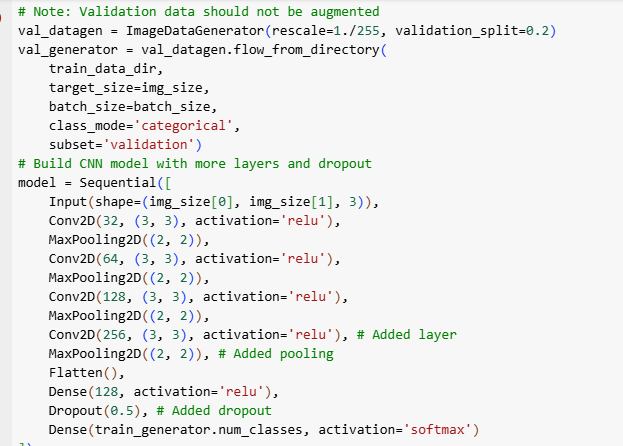 # Note: Validation data should not be augmented
val_datagen = ImageDataGenerator(rescale=1./255, validation_split=0.2)
val_generator = val_datagen.flow_from_directory(
    train_data_dir,
    target_size=img_size,
    batch_size=batch_size,
    class_mode='categorical',
    subset='validation')
# Build CNN model with more layers and dropout
model = Sequential([
    Input(shape=(img_size[0], img_size[1], 3)),
    Conv2D(32, (3, 3), activation='relu'),
    MaxPooling2D((2, 2)),
    Conv2D(64, (3, 3), activation='relu'),
    MaxPooling2D((2, 2)),
    Conv2D(128, (3, 3), activation='relu'),
    MaxPooling2D((2, 2)),
    Conv2D(256, (3, 3), activation='relu'), # Added layer
    MaxPooling2D((2, 2)), # Added pooling
    Flatten(),
    Dense(128, activation='relu'),
    Dropout(0.5), # Added dropout
    Dense(train_generator.num_classes, activation='softmax')